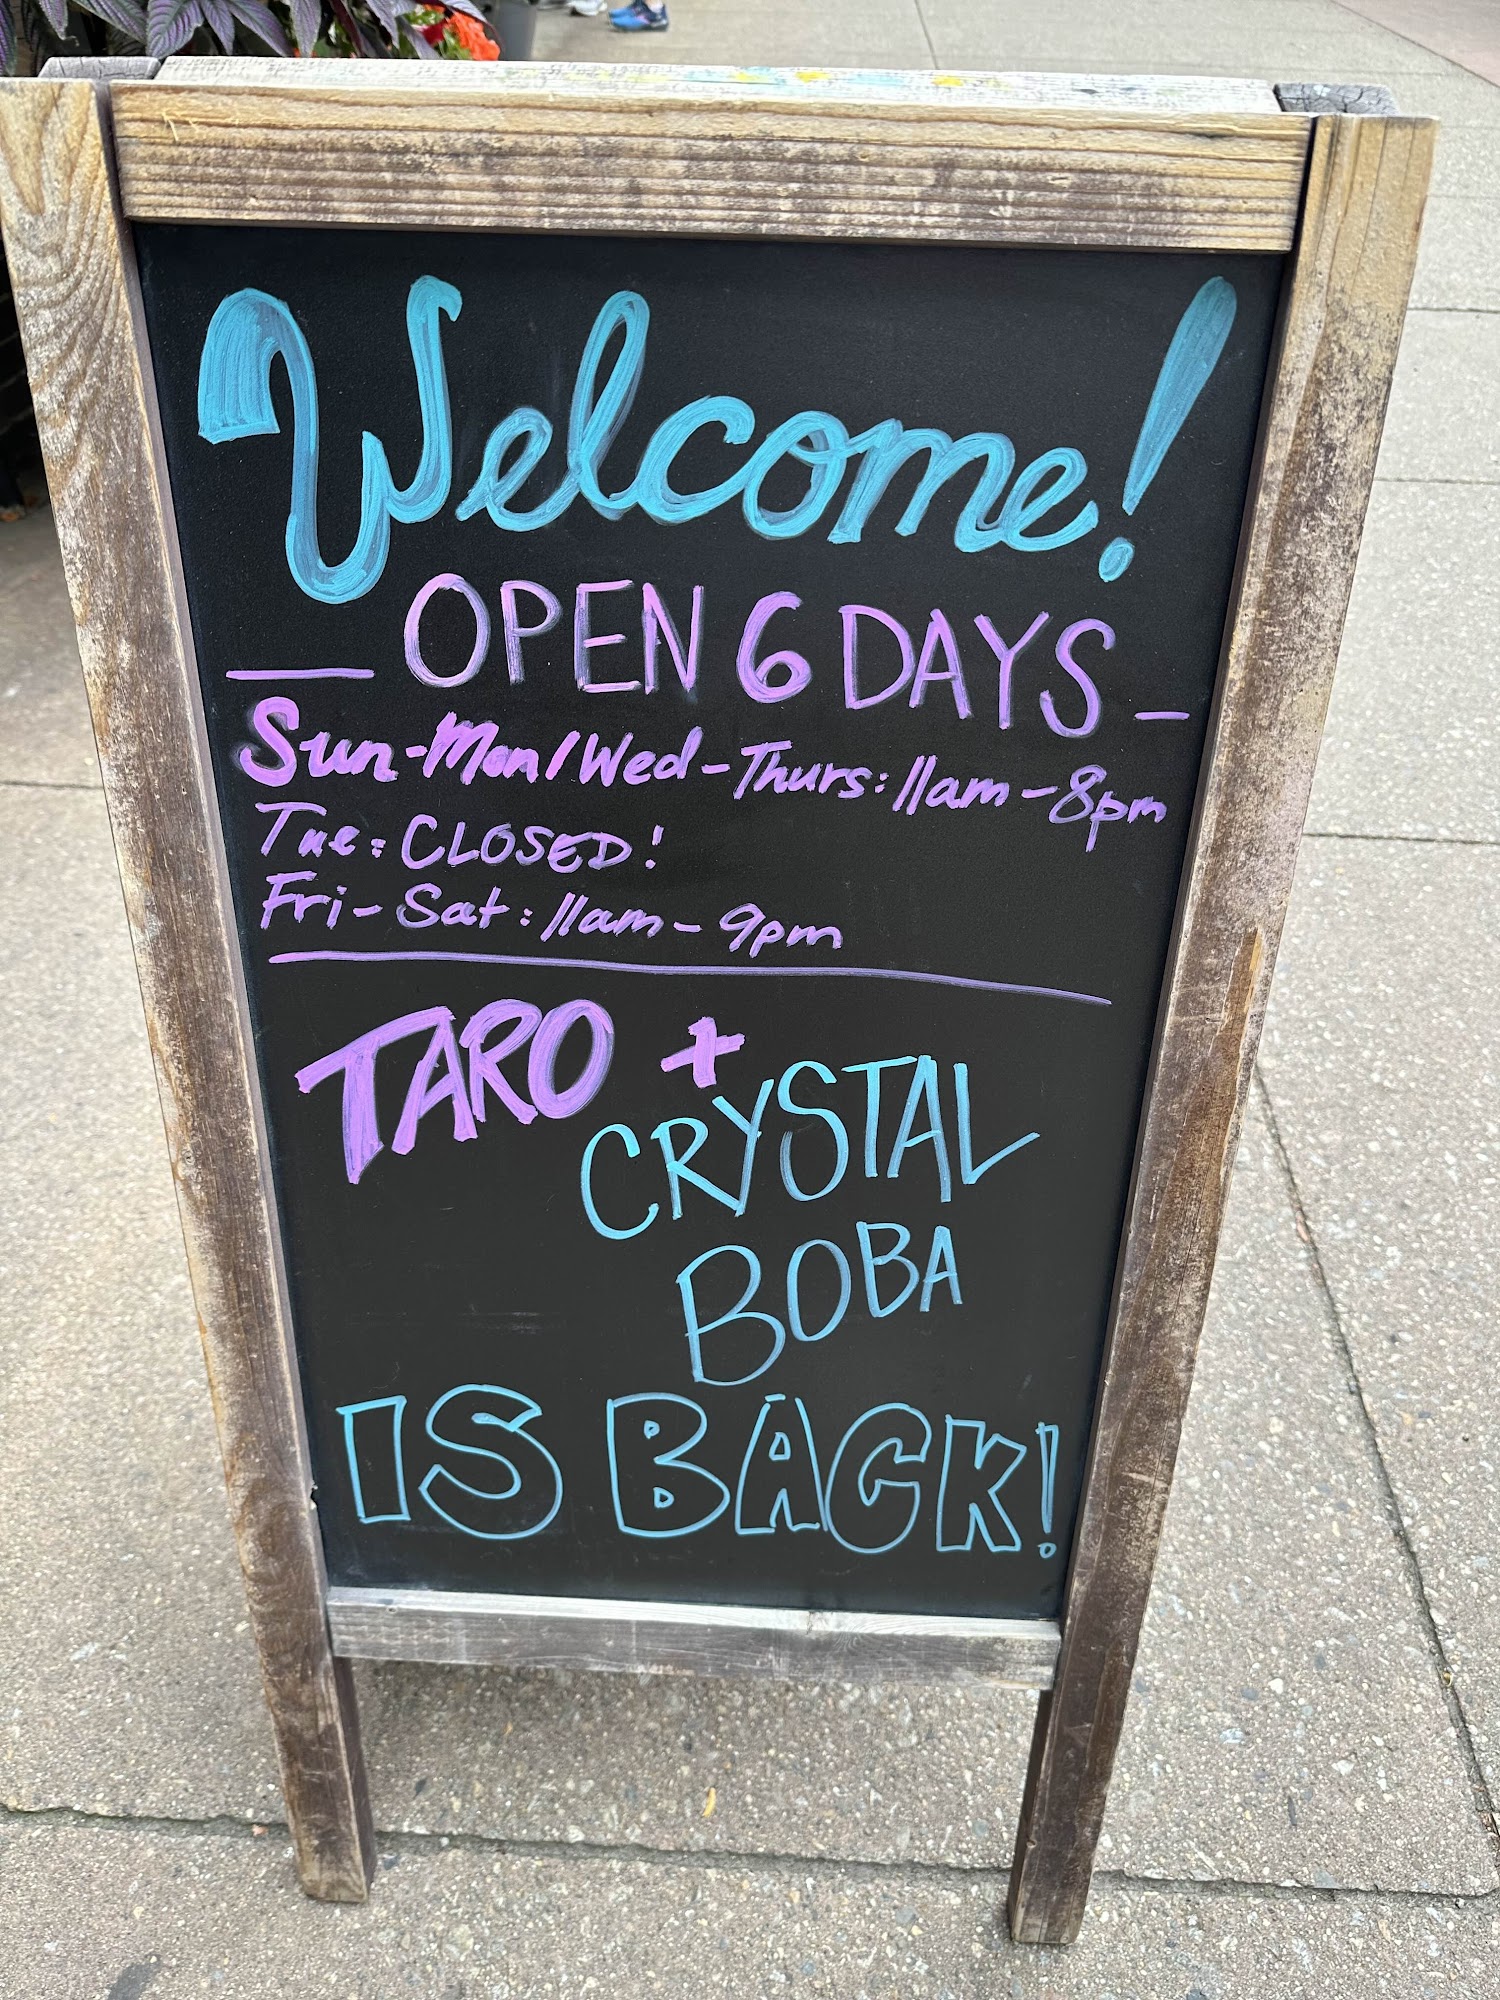 Welcome!
— OPEN 6 DAYS —
Sun-Mon/Wed-Thurs: 11am-8pm
Tue: CLOSED!
Fri-Sat: 11am-9pm
TARO +
CRYSTAL
BOBA
IS BACK!